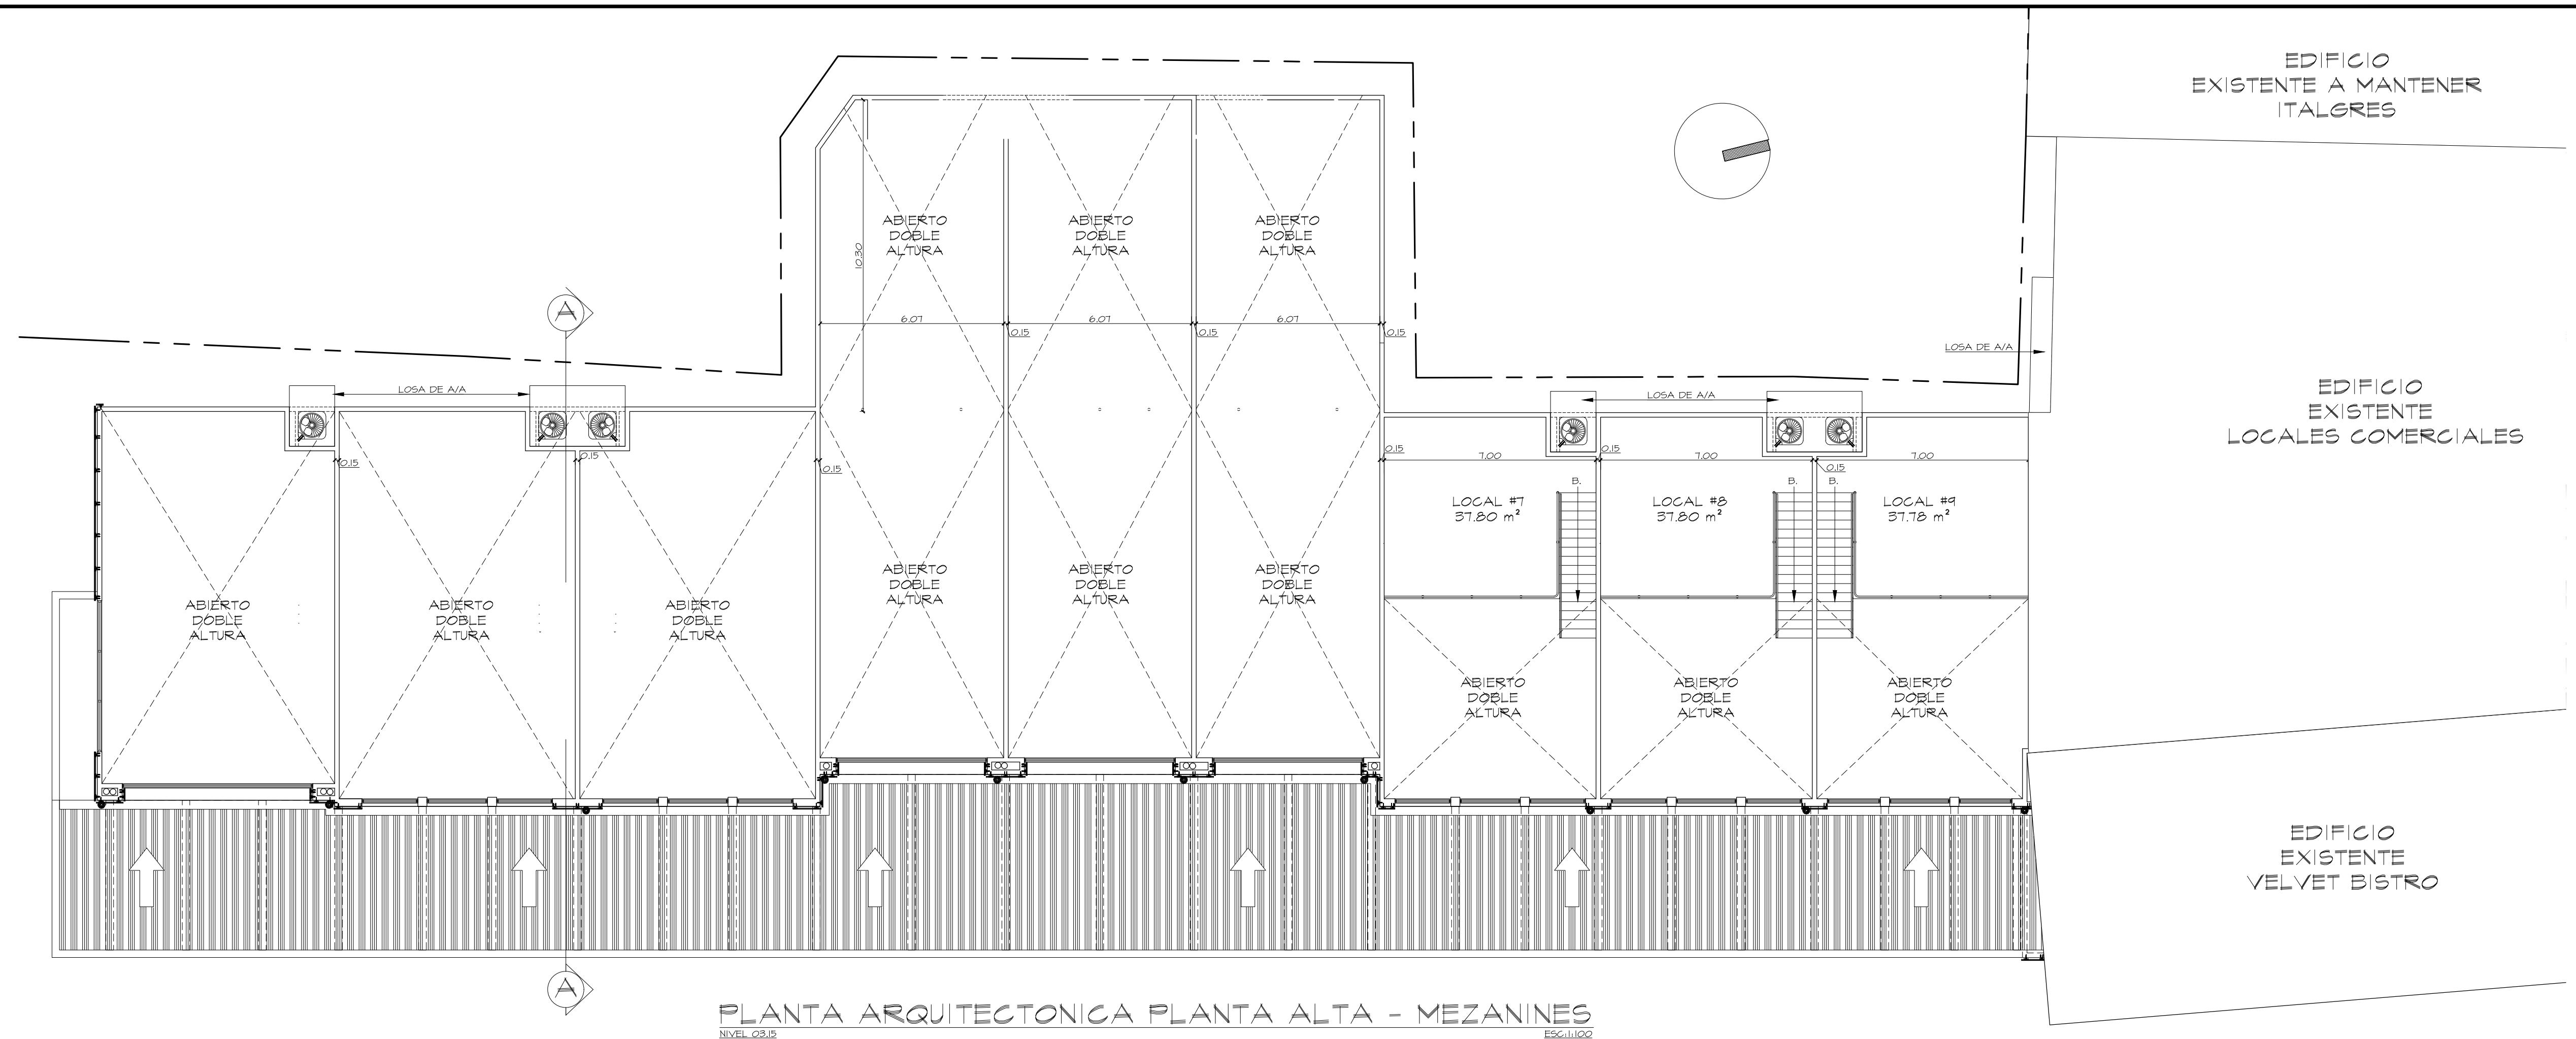 EDIFICIO
EXISTENTE A MANTENER
ITALGRES
ABIERTO
DOBLE
ALTURA
ABIERTO
DOBLE
ALTURA
ABIERTO
DOBLE
ALTURA
10.30
A
6.07
6.07
6.07
0.15
0.15
0.15
LOSA DE A/A
LOSA DE A/A
LOSA DE A/A
EDIFICIO
EXISTENTE
LOCALES COMERCIALES
0.15
0.15
0.15
0.15
7.00
0.15
7.00
0.15
7.00
B.
B.
B.
LOCAL #7
37.80 m²
LOCAL #8
37.80 m²
LOCAL #9
37.78 m²
ABIERTO
DOBLE
ALTURA
ABIERTO
DOBLE
ALTURA
ABIERTO
DOBLE
ALTURA
ABIERTO
DOBLE
ALTURA
ABIERTO
DOBLE
ALTURA
ABIERTO
DOBLE
ALTURA
ABIERTO
DOBLE
ALTURA
ABIERTO
DOBLE
ALTURA
ABIERTO
DOBLE
ALTURA
EDIFICIO
EXISTENTE
VELVET BISTRO
A
PLANTA ARQUITECTONICA PLANTA ALTA - MEZANINES
NIVEL 03.15
ESC:1:100